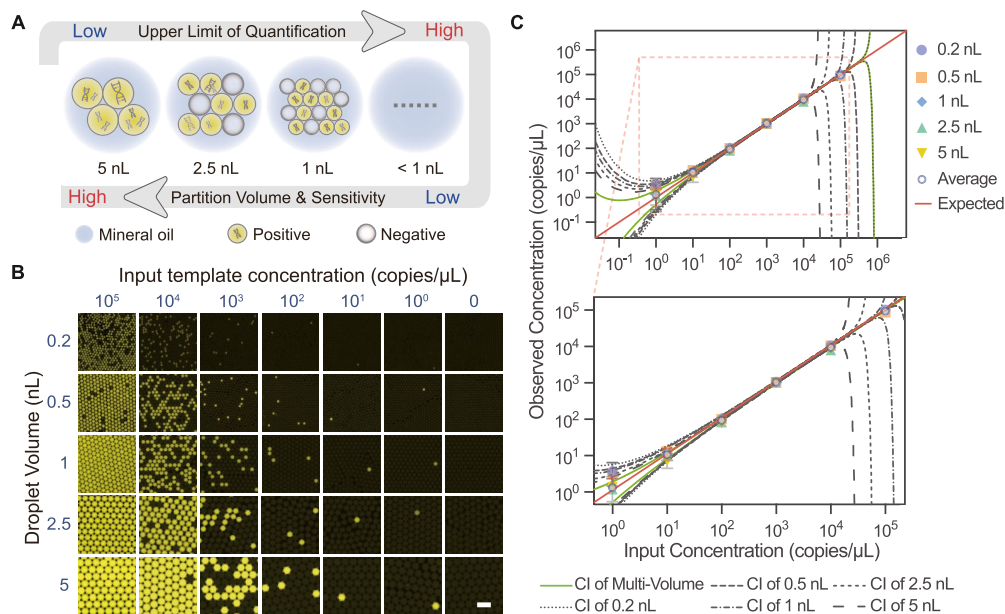 A
Low Upper Limit of Quantification High
5 nL 2.5 nL 1 nL < 1 nL
High Partition Volume & Sensitivity Low
Mineral oil Positive Negative
B
Input template concentration (copies/µL)
10⁵ 10⁴ 10³ 10² 10¹ 10⁰ 0
Droplet Volume (nL)
0.2
0.5
1
2.5
5
C
Observed Concentration (copies/µL)
10⁶
10⁵
10⁴
10³
10²
10¹
10⁰
10⁻¹
10⁻¹ 10⁰ 10¹ 10² 10³ 10⁴ 10⁵ 10⁶
0.2 nL
0.5 nL
1 nL
2.5 nL
5 nL
Average
Expected
10⁵
10⁴
10³
10²
10¹
10⁰
10⁰ 10¹ 10² 10³ 10⁴ 10⁵
Input Concentration (copies/µL)
CI of Multi-Volume CI of 0.5 nL CI of 2.5 nL
CI of 0.2 nL CI of 1 nL CI of 5 nL